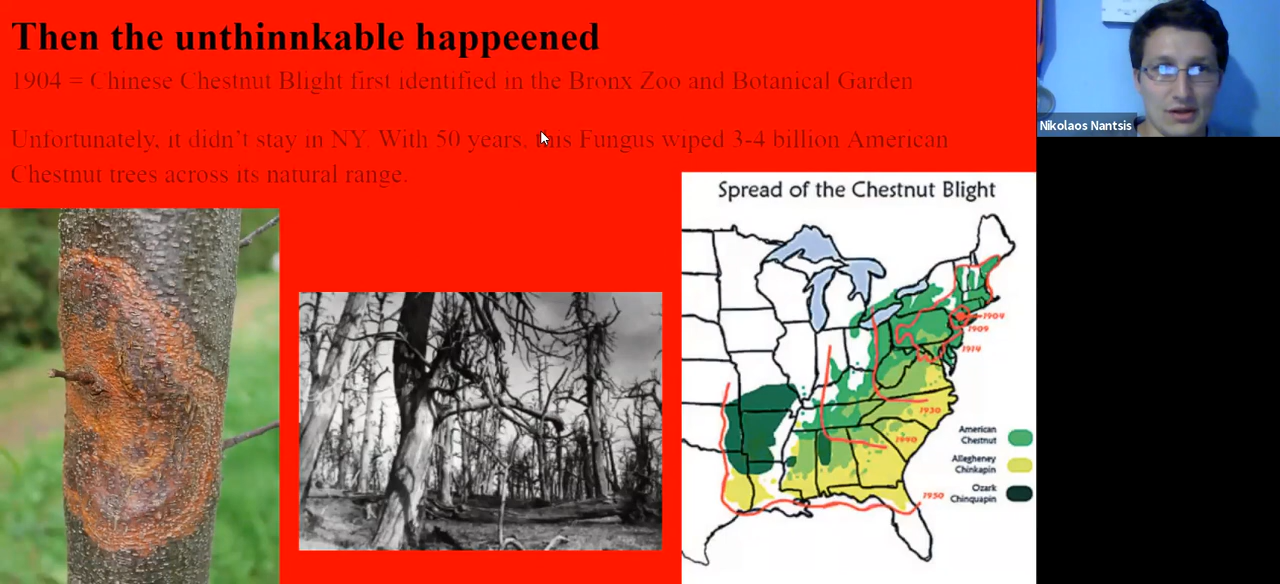 Then the unthinnkable happeened
1904 = Chinese Chestnut Blight first identified in the Bronx Zoo and Botanical Garden
Unfortunately, it didn't stay in NY. With 50 years, this Fungus wiped 3-4 billion American
Chestnut trees across its natural range.
Nikolaos Nantsis
Spread of the Chestnut Blight
1904
1909
1914
1930
1940
1950
American
Chestnut
Allegheney
Chinkapin
Ozark
Chinquapin